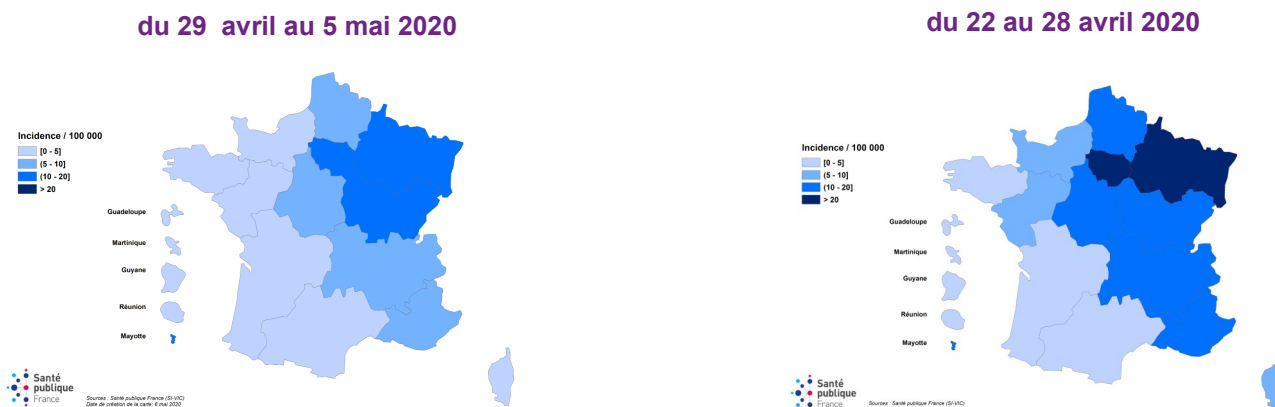 du 29 avril au 5 mai 2020
Incidence / 100 000
[0 - 5]
(5 - 10]
(10 - 20]
> 20
Guadeloupe
Martinique
Guyane
Réunion
Mayotte
Santé
publique
France
Sources : Santé publique France (SI-VIC)
Date de création de la carte: 6 mai 2020
du 22 au 28 avril 2020
Incidence / 100 000
[0 - 5]
(5 - 10]
(10 - 20]
> 20
Guadeloupe
Martinique
Guyane
Réunion
Mayotte
Santé
publique
France
Sources : Santé publique France (SI-VIC)